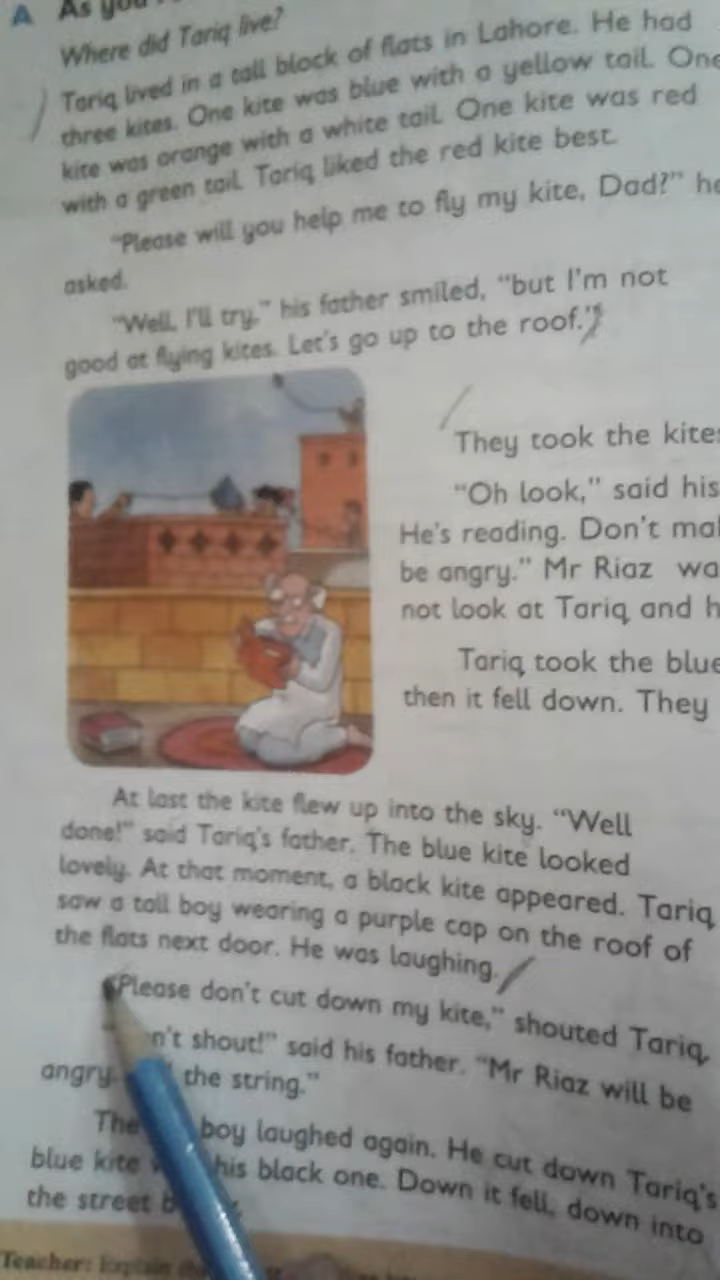 A As you
Where did Tariq live?
Tariq lived in a tall block of flats in Lahore. He had
three kites. One kite was blue with a yellow tail. One
kite was orange with a white tail. One kite was red
with a green tail. Tariq liked the red kite best.
"Please will you help me to fly my kite, Dad?" he
asked.
"Well, I'll try," his father smiled, "but I'm not
good at flying kites. Let's go up to the roof."
They took the kites
"Oh look," said his
He's reading. Don't
be angry." Mr Riaz
not look at Tariq and
Tariq took the blue
then it fell down. They
At last the kite flew up into the sky. "Well
done!" said Tariq's father. The blue kite looked
lovely. At that moment, a black kite appeared. Tariq
saw a tall boy wearing a purple cap on the roof of
the flats next door. He was laughing.
"Please don't cut down my kite," shouted Tariq.
n't shout!" said his father. "Mr Riaz will be
angry. the string."
The boy laughed again. He cut down Tariq's
blue kite his black one. Down it fell, down into
the street
Teacher: Explain